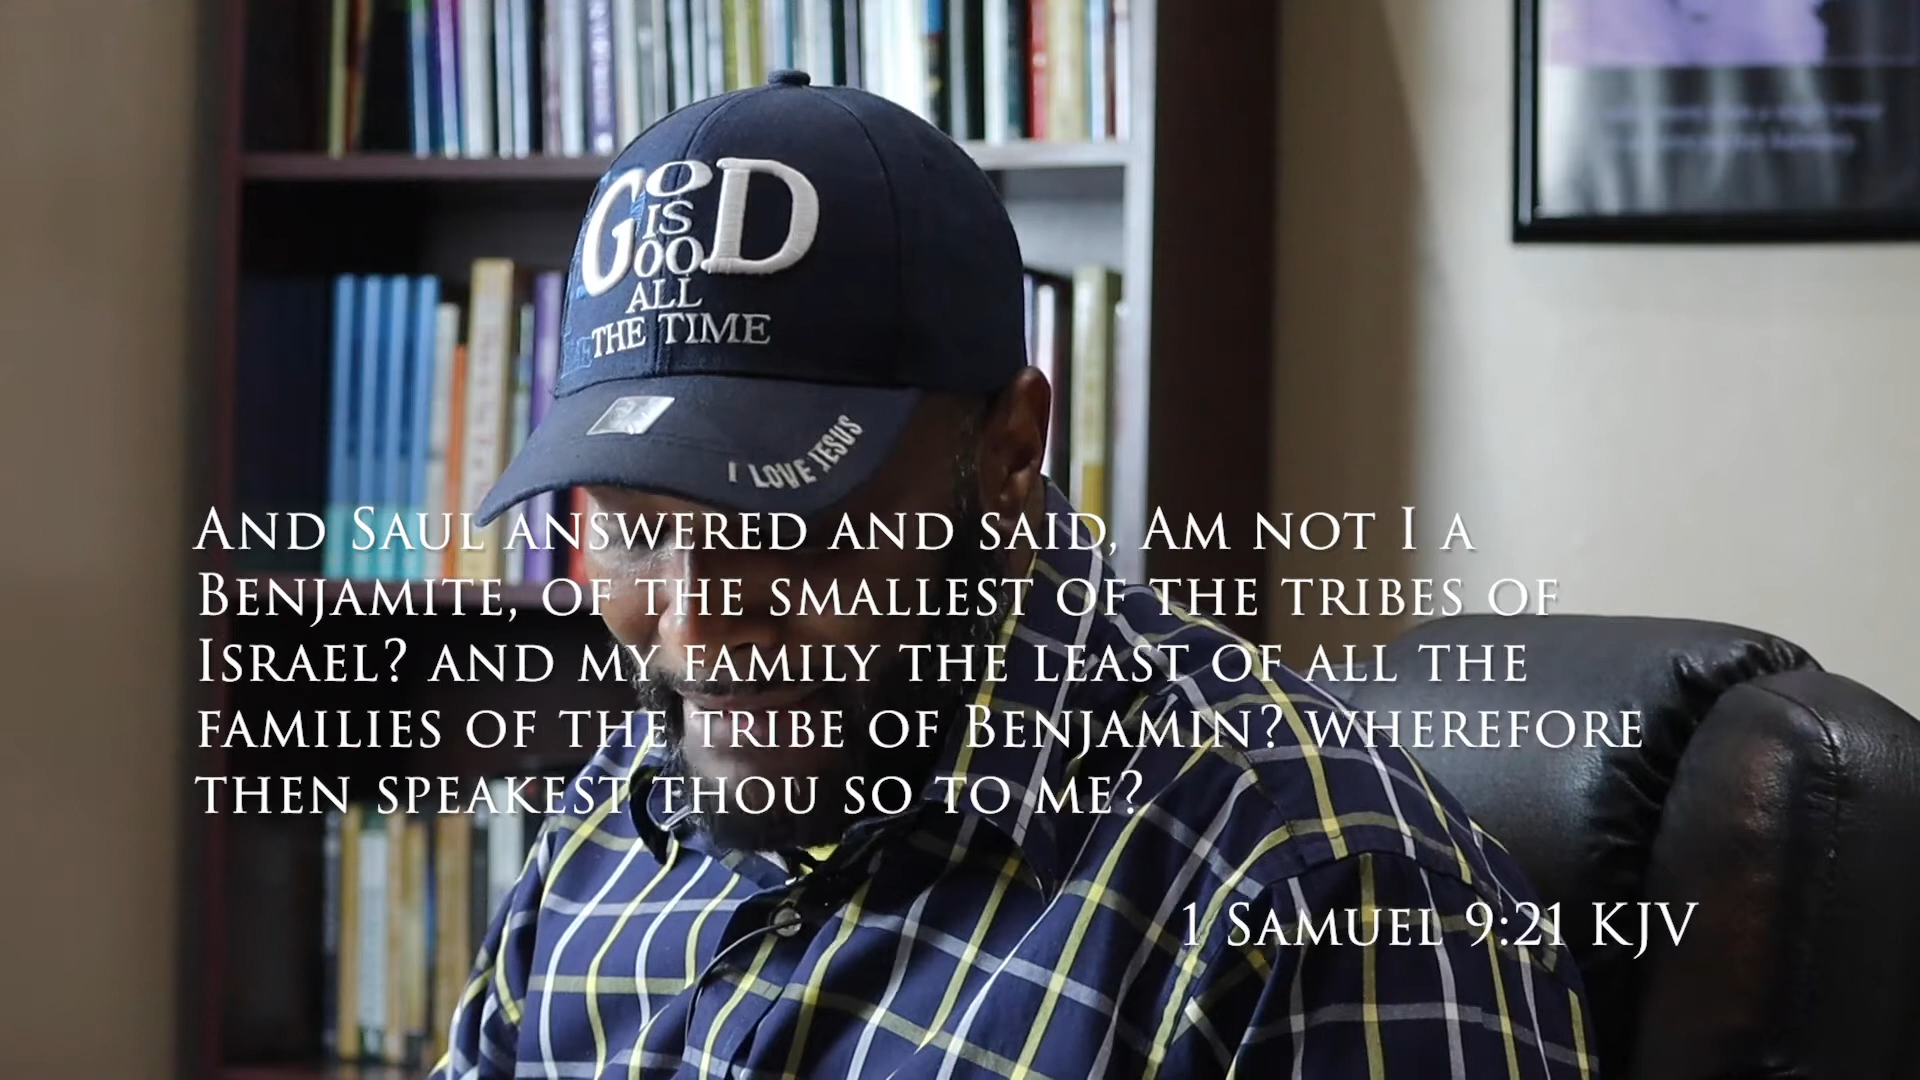 GOD
IS
GOOD
ALL
THE TIME
I LOVE JESUS
And Saul answered and said, Am not I a
Benjamite, of the smallest of the tribes of
Israel? and my family the least of all the
families of the tribe of Benjamin? wherefore
then speakest thou so to me?
1 Samuel 9:21 KJV